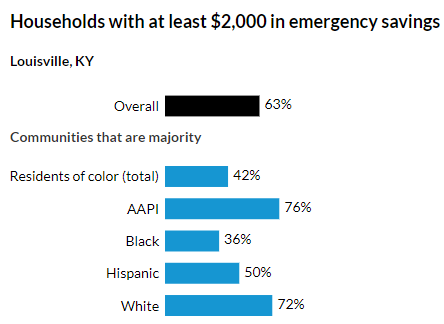 Households with at least $2,000 in emergency savings
Louisville, KY
Overall 63%
Communities that are majority
Residents of color (total) 42%
AAPI 76%
Black 36%
Hispanic 50%
White 72%